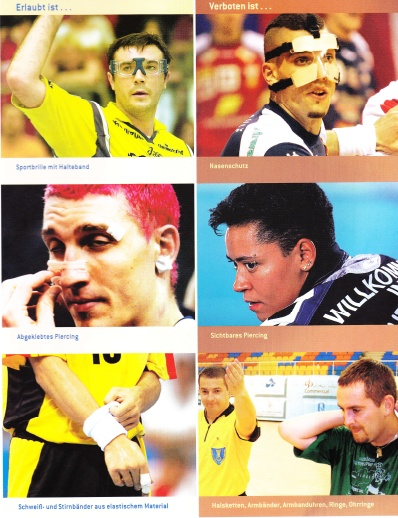 Erlaubt ist . . .
Verboten ist . . .
Sportbrille mit Halteband
Nasenschutz
Abgeklebtes Piercing
WILLKOM
Sichtbares Piercing
10
Schweiß- und Stirnbänder aus elastischem Material
Halsketten, Armbänder, Armbanduhren, Ringe, Ohrringe